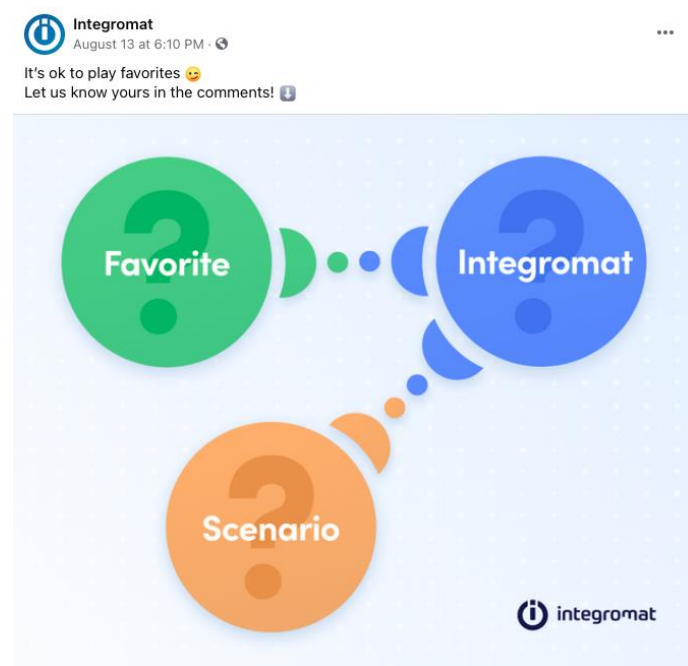 Integromat
August 13 at 6:10 PM ·
It's ok to play favorites 😉
Let us know yours in the comments! ⬇️
?
Favorite
?
Integromat
?
Scenario
integromat